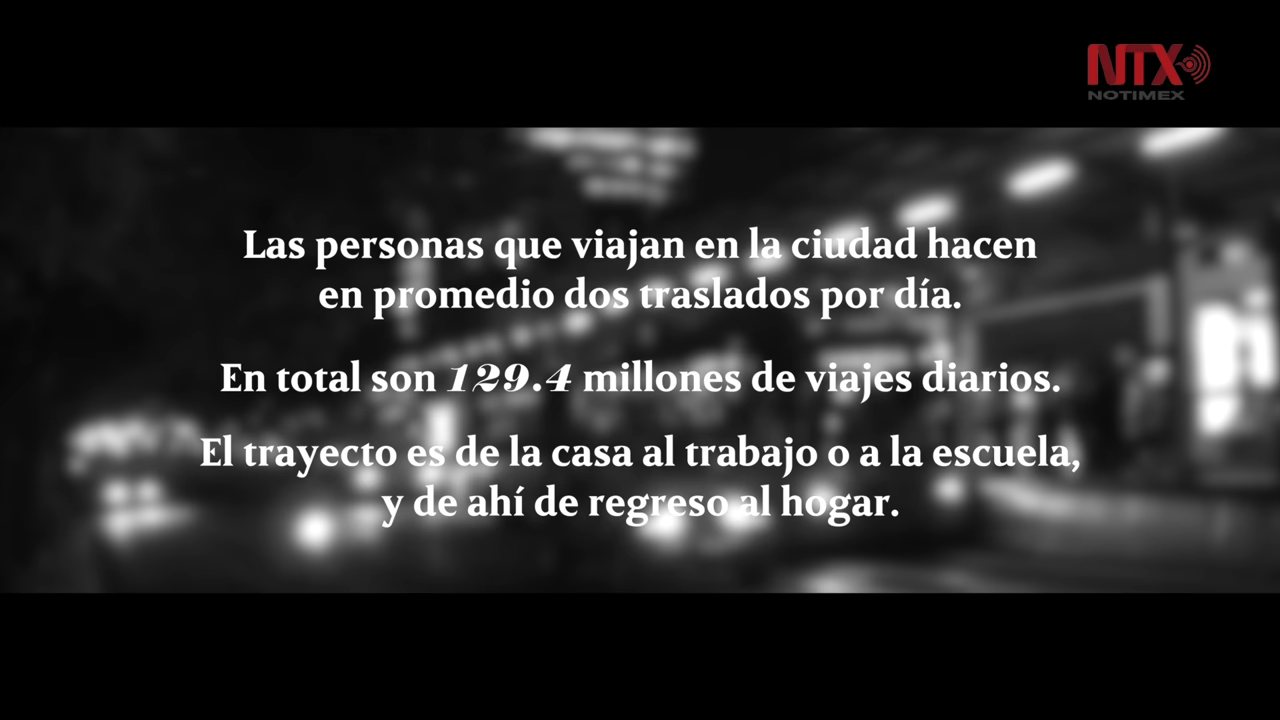 NTX
NOTIMEX
Las personas que viajan en la ciudad hacen
en promedio dos traslados por día.
En total son 129.4 millones de viajes diarios.
El trayecto es de la casa al trabajo o a la escuela,
y de ahí de regreso al hogar.